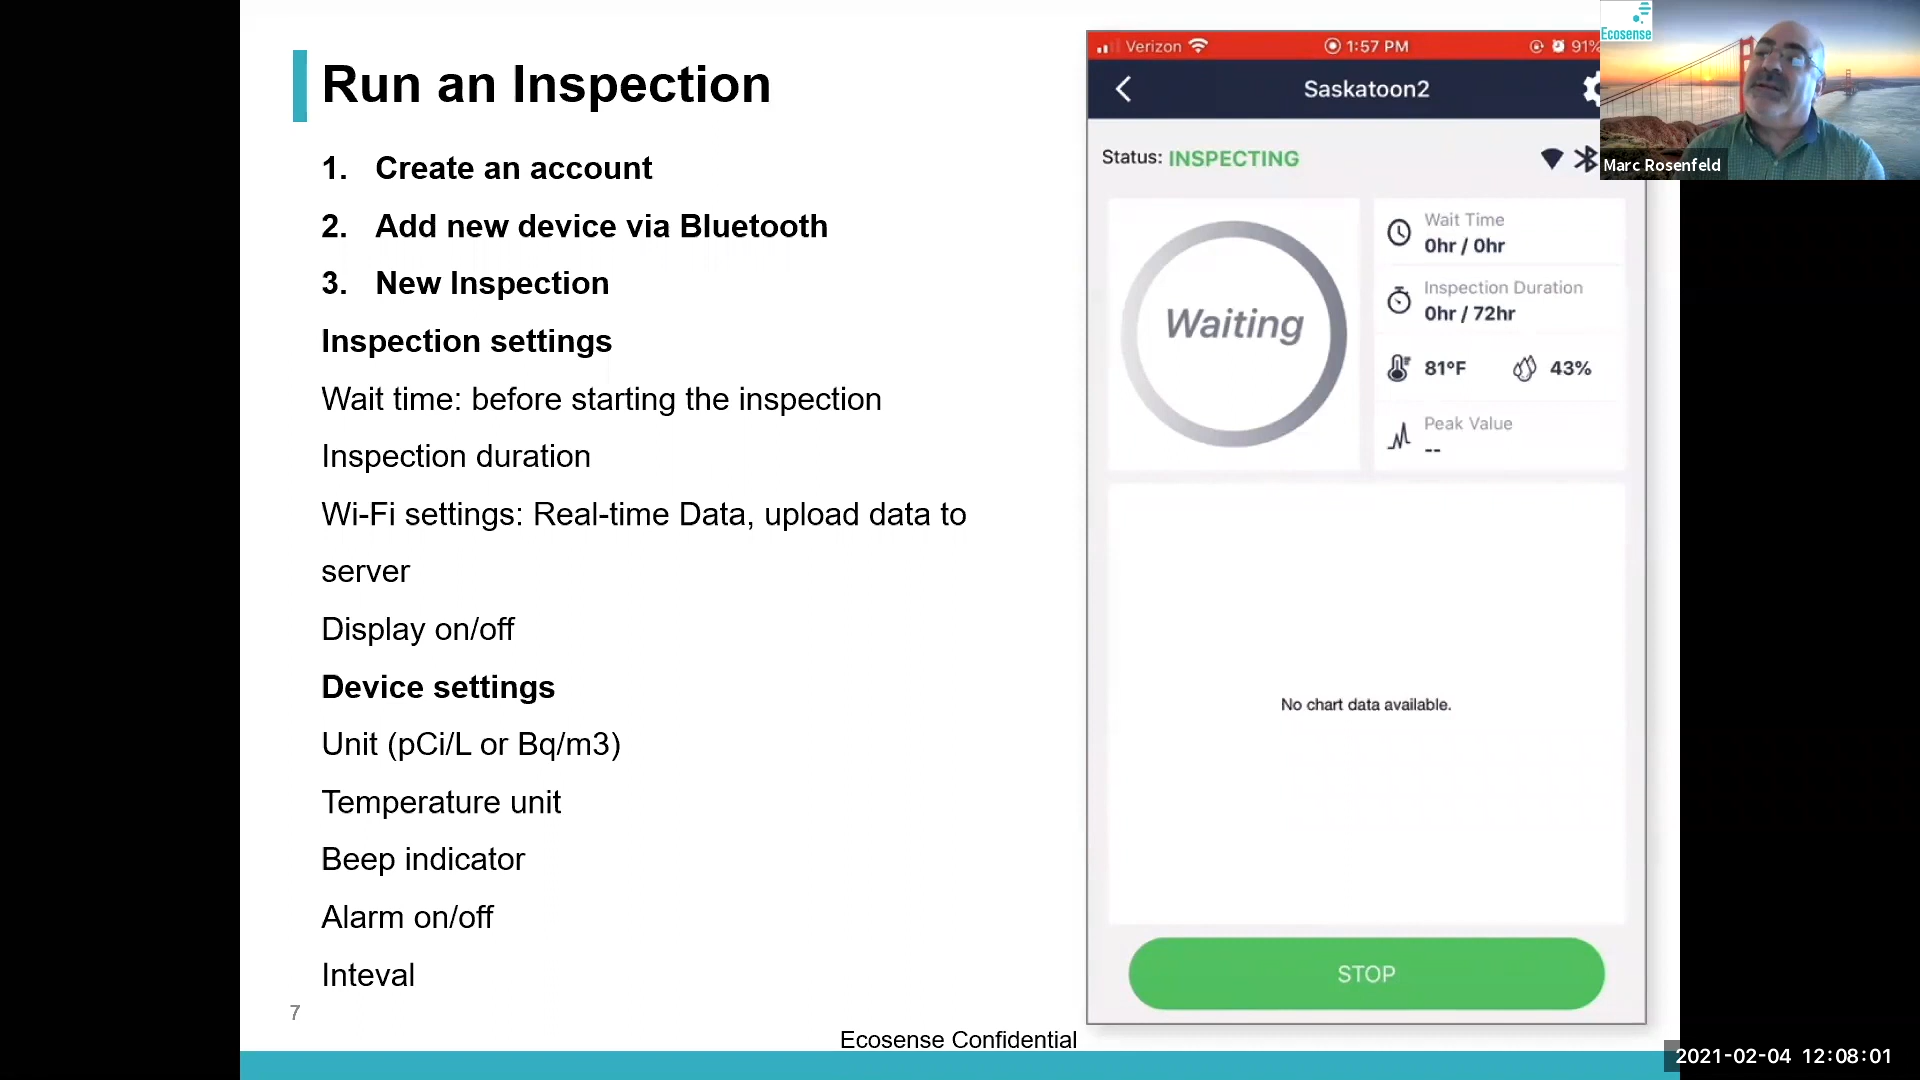 Run an Inspection
1. Create an account
2. Add new device via Bluetooth
3. New Inspection
Inspection settings
Wait time: before starting the inspection
Inspection duration
Wi-Fi settings: Real-time Data, upload data to
server
Display on/off
Device settings
Unit (pCi/L or Bq/m3)
Temperature unit
Beep indicator
Alarm on/off
Inteval
7
Ecosense Confidential
Verizon 1:57 PM 91%
Saskatoon2
Status: INSPECTING
Waiting
Wait Time
0hr / 0hr
Inspection Duration
0hr / 72hr
81°F 43%
Peak Value
--
No chart data available.
STOP
Ecosense
Marc Rosenfeld
2021-02-04 12:08:01